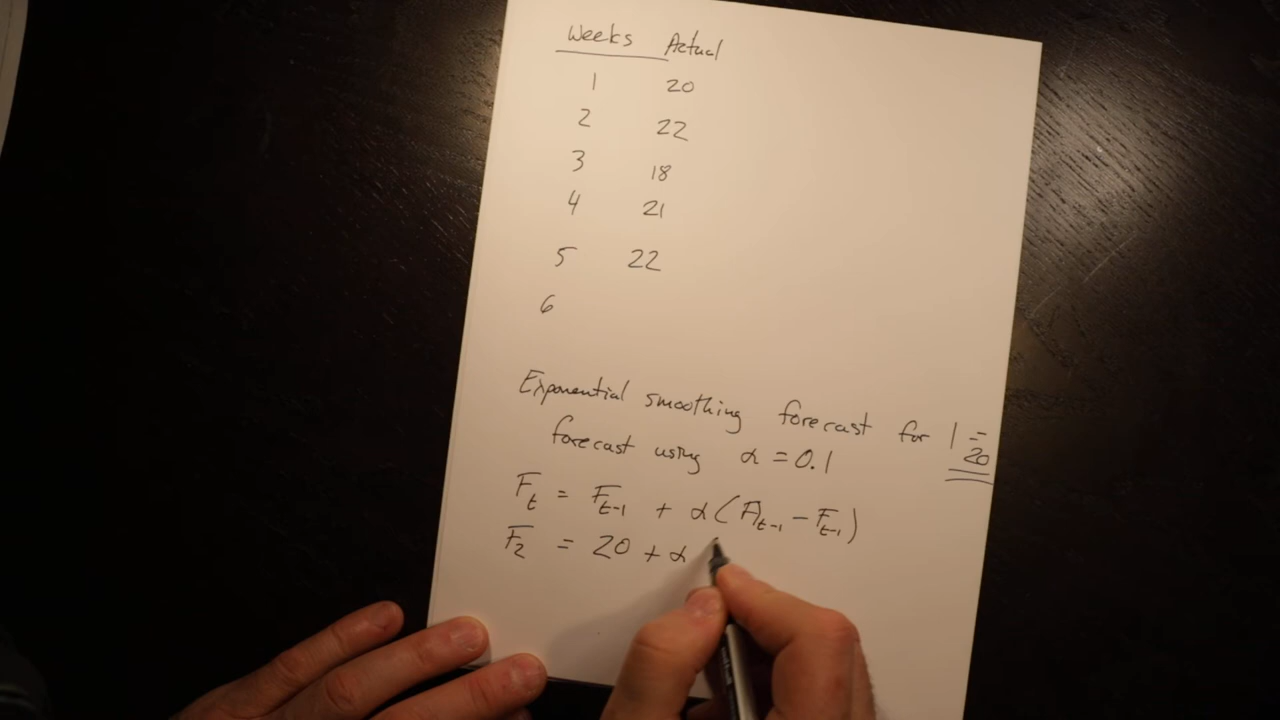 Weeks Actual
1 20
2 22
3 18
4 21
5 22
6
Exponential smoothing forecast for 1 = 20
forecast using α = 0.1
Fₜ = Fₜ₋₁ + α(Aₜ₋₁ - Fₜ₋₁)
F₂ = 20 + α